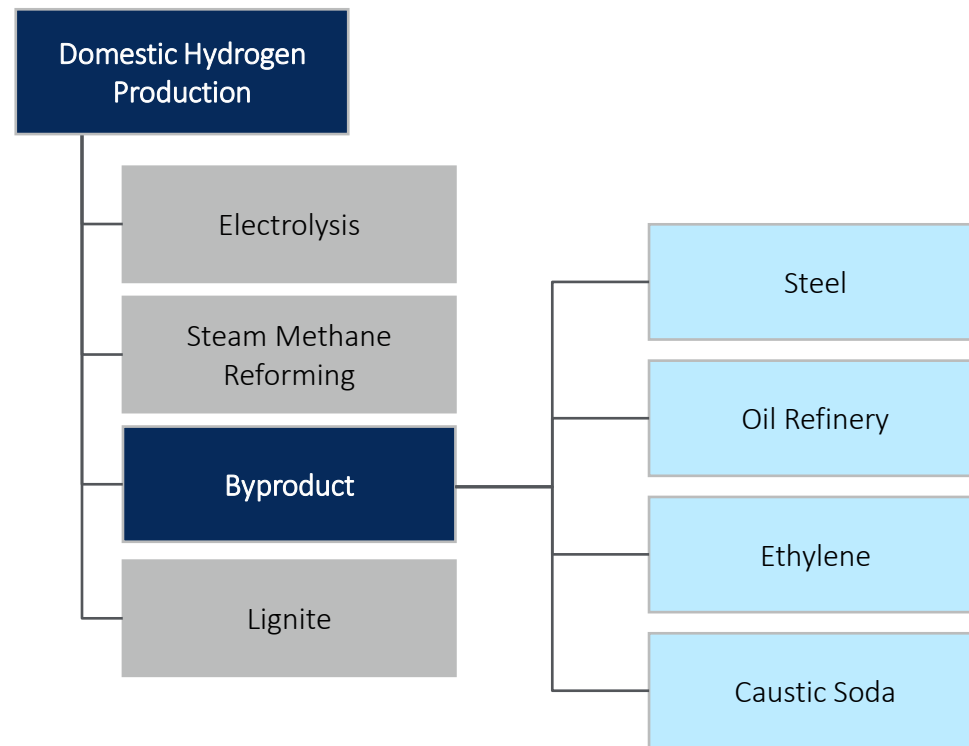 Domestic Hydrogen
Production
Electrolysis
Steam Methane
Reforming
Byproduct
Lignite
Steel
Oil Refinery
Ethylene
Caustic Soda